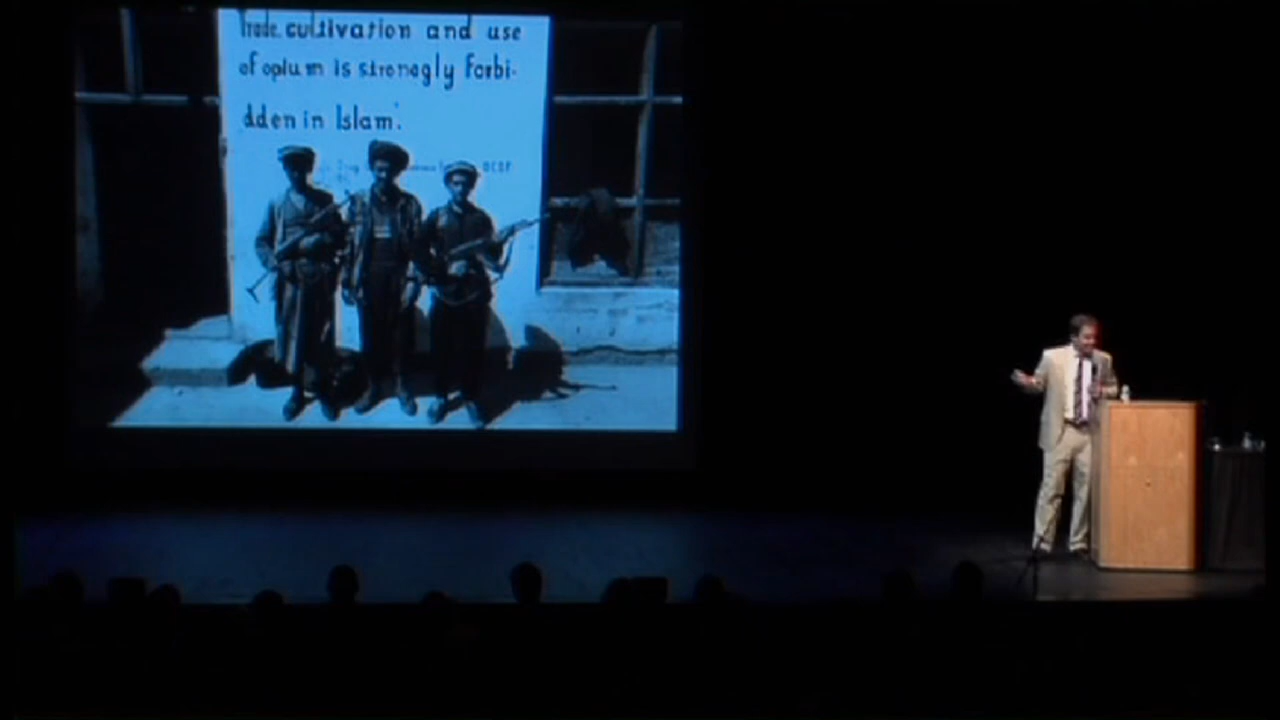 Trade, cultivation and use
of opium is strongly forbi-
dden in Islam.